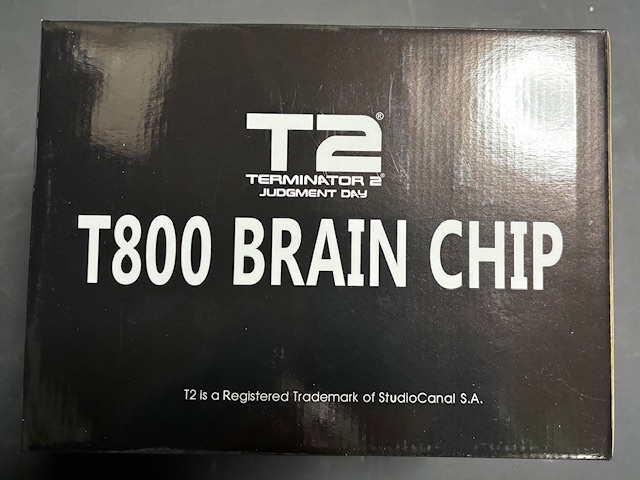 T2®
TERMINATOR 2®
JUDGMENT DAY
T800 BRAIN CHIP
T2 is a Registered Trademark of StudioCanal S.A.